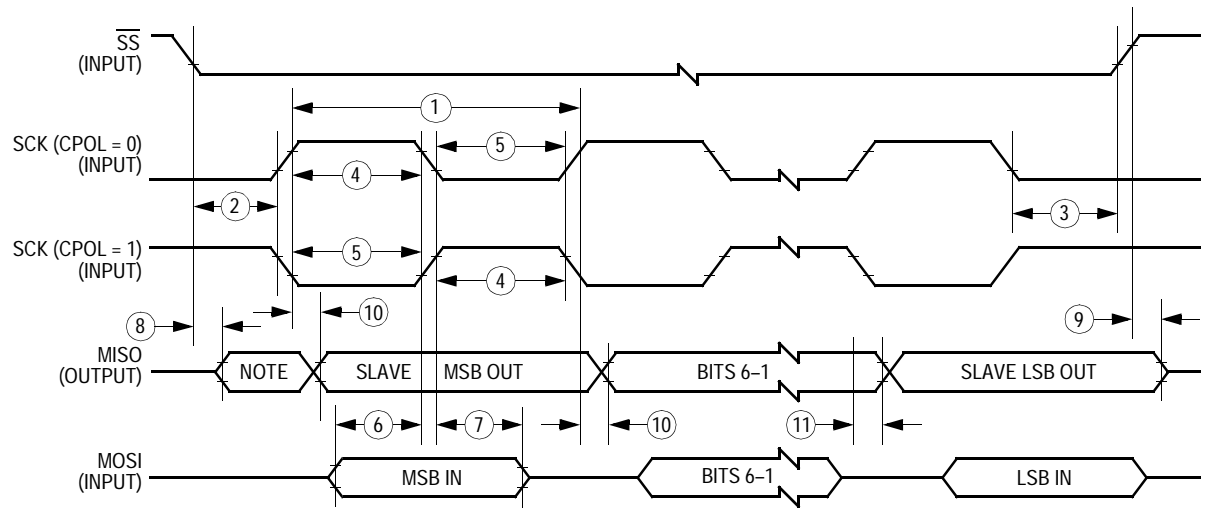 SS
(INPUT)
1
SCK (CPOL = 0)
(INPUT)
5
4
2
3
SCK (CPOL = 1)
(INPUT)
5
4
8
10
9
MISO
(OUTPUT)
NOTE
SLAVE
MSB OUT
BITS 6–1
SLAVE LSB OUT
6
7
10
11
MOSI
(INPUT)
MSB IN
BITS 6–1
LSB IN